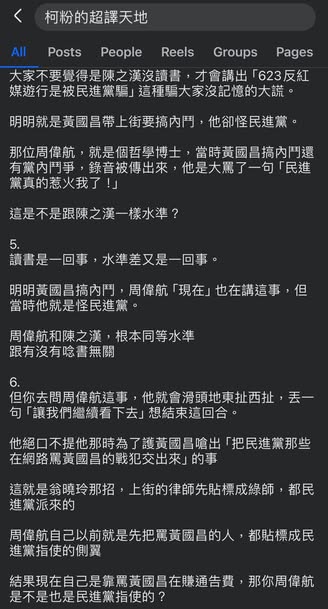 柯粉的超譯天地
All Posts People Reels Groups Pages
大家不要覺得是陳之漢沒讀書，才會講出「623反紅
媒遊行是被民進黨騙」這種騙大家沒記憶的大謊。
明明就是黃國昌帶上街要搞內鬥，他卻怪民進黨。
那位周偉航，就是個哲學博士，當時黃國昌搞內鬥還
有黨內鬥爭，錄音被傳出來，他是大罵了一句「民進
黨真的惹火我了！」
這是不是跟陳之漢一樣水準？
5.
讀書是一回事，水準差又是一回事。
明明黃國昌搞內鬥，周偉航「現在」也在講這事，但
當時他就是怪民進黨。
周偉航和陳之漢，根本同等水準
跟有沒有唸書無關
6.
但你去問周偉航這事，他就會滑頭地東扯西扯，丟一
句「讓我們繼續看下去」想結束這回合。
他絕口不提他那時為了護黃國昌嗆出「把民進黨那些
在網路罵黃國昌的戰犯交出來」的事
這就是翁曉玲那招，上街的律師先貼標成綠師，都民
進黨派來的
周偉航自己以前就是先把罵黃國昌的人，都貼標成民
進黨指使的側翼
結果現在自己是靠罵黃國昌在賺通告費，那你周偉航
是不是也是民進黨指使的？